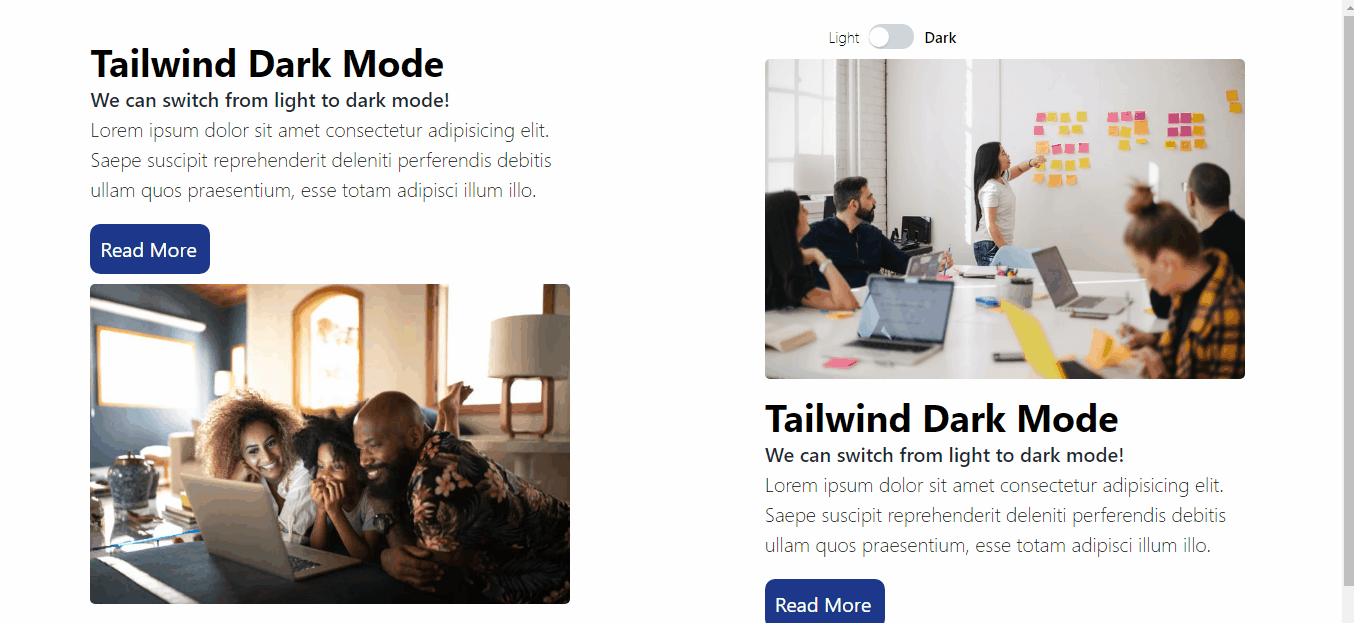 Tailwind Dark Mode
We can switch from light to dark mode!
Lorem ipsum dolor sit amet consectetur adipisicing elit.
Saepe suscipit reprehenderit deleniti perferendis debitis
ullam quos praesentium, esse totam adipisci illum illo.
Read More
Light Dark
Tailwind Dark Mode
We can switch from light to dark mode!
Lorem ipsum dolor sit amet consectetur adipisicing elit.
Saepe suscipit reprehenderit deleniti perferendis debitis
ullam quos praesentium, esse totam adipisci illum illo.
Read More